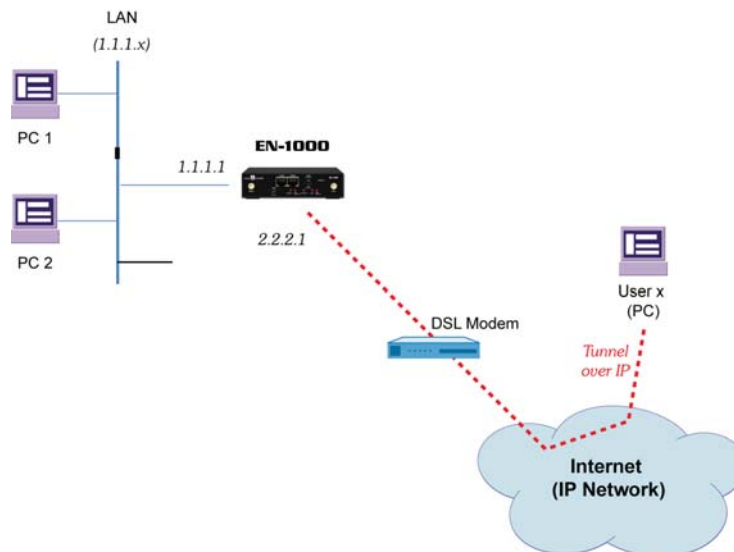 LAN
(1.1.1.x)
PC 1
EN-1000
1.1.1.1
PC 2
2.2.2.1
User x
(PC)
DSL Modem
Tunnel
over IP
Internet
(IP Network)